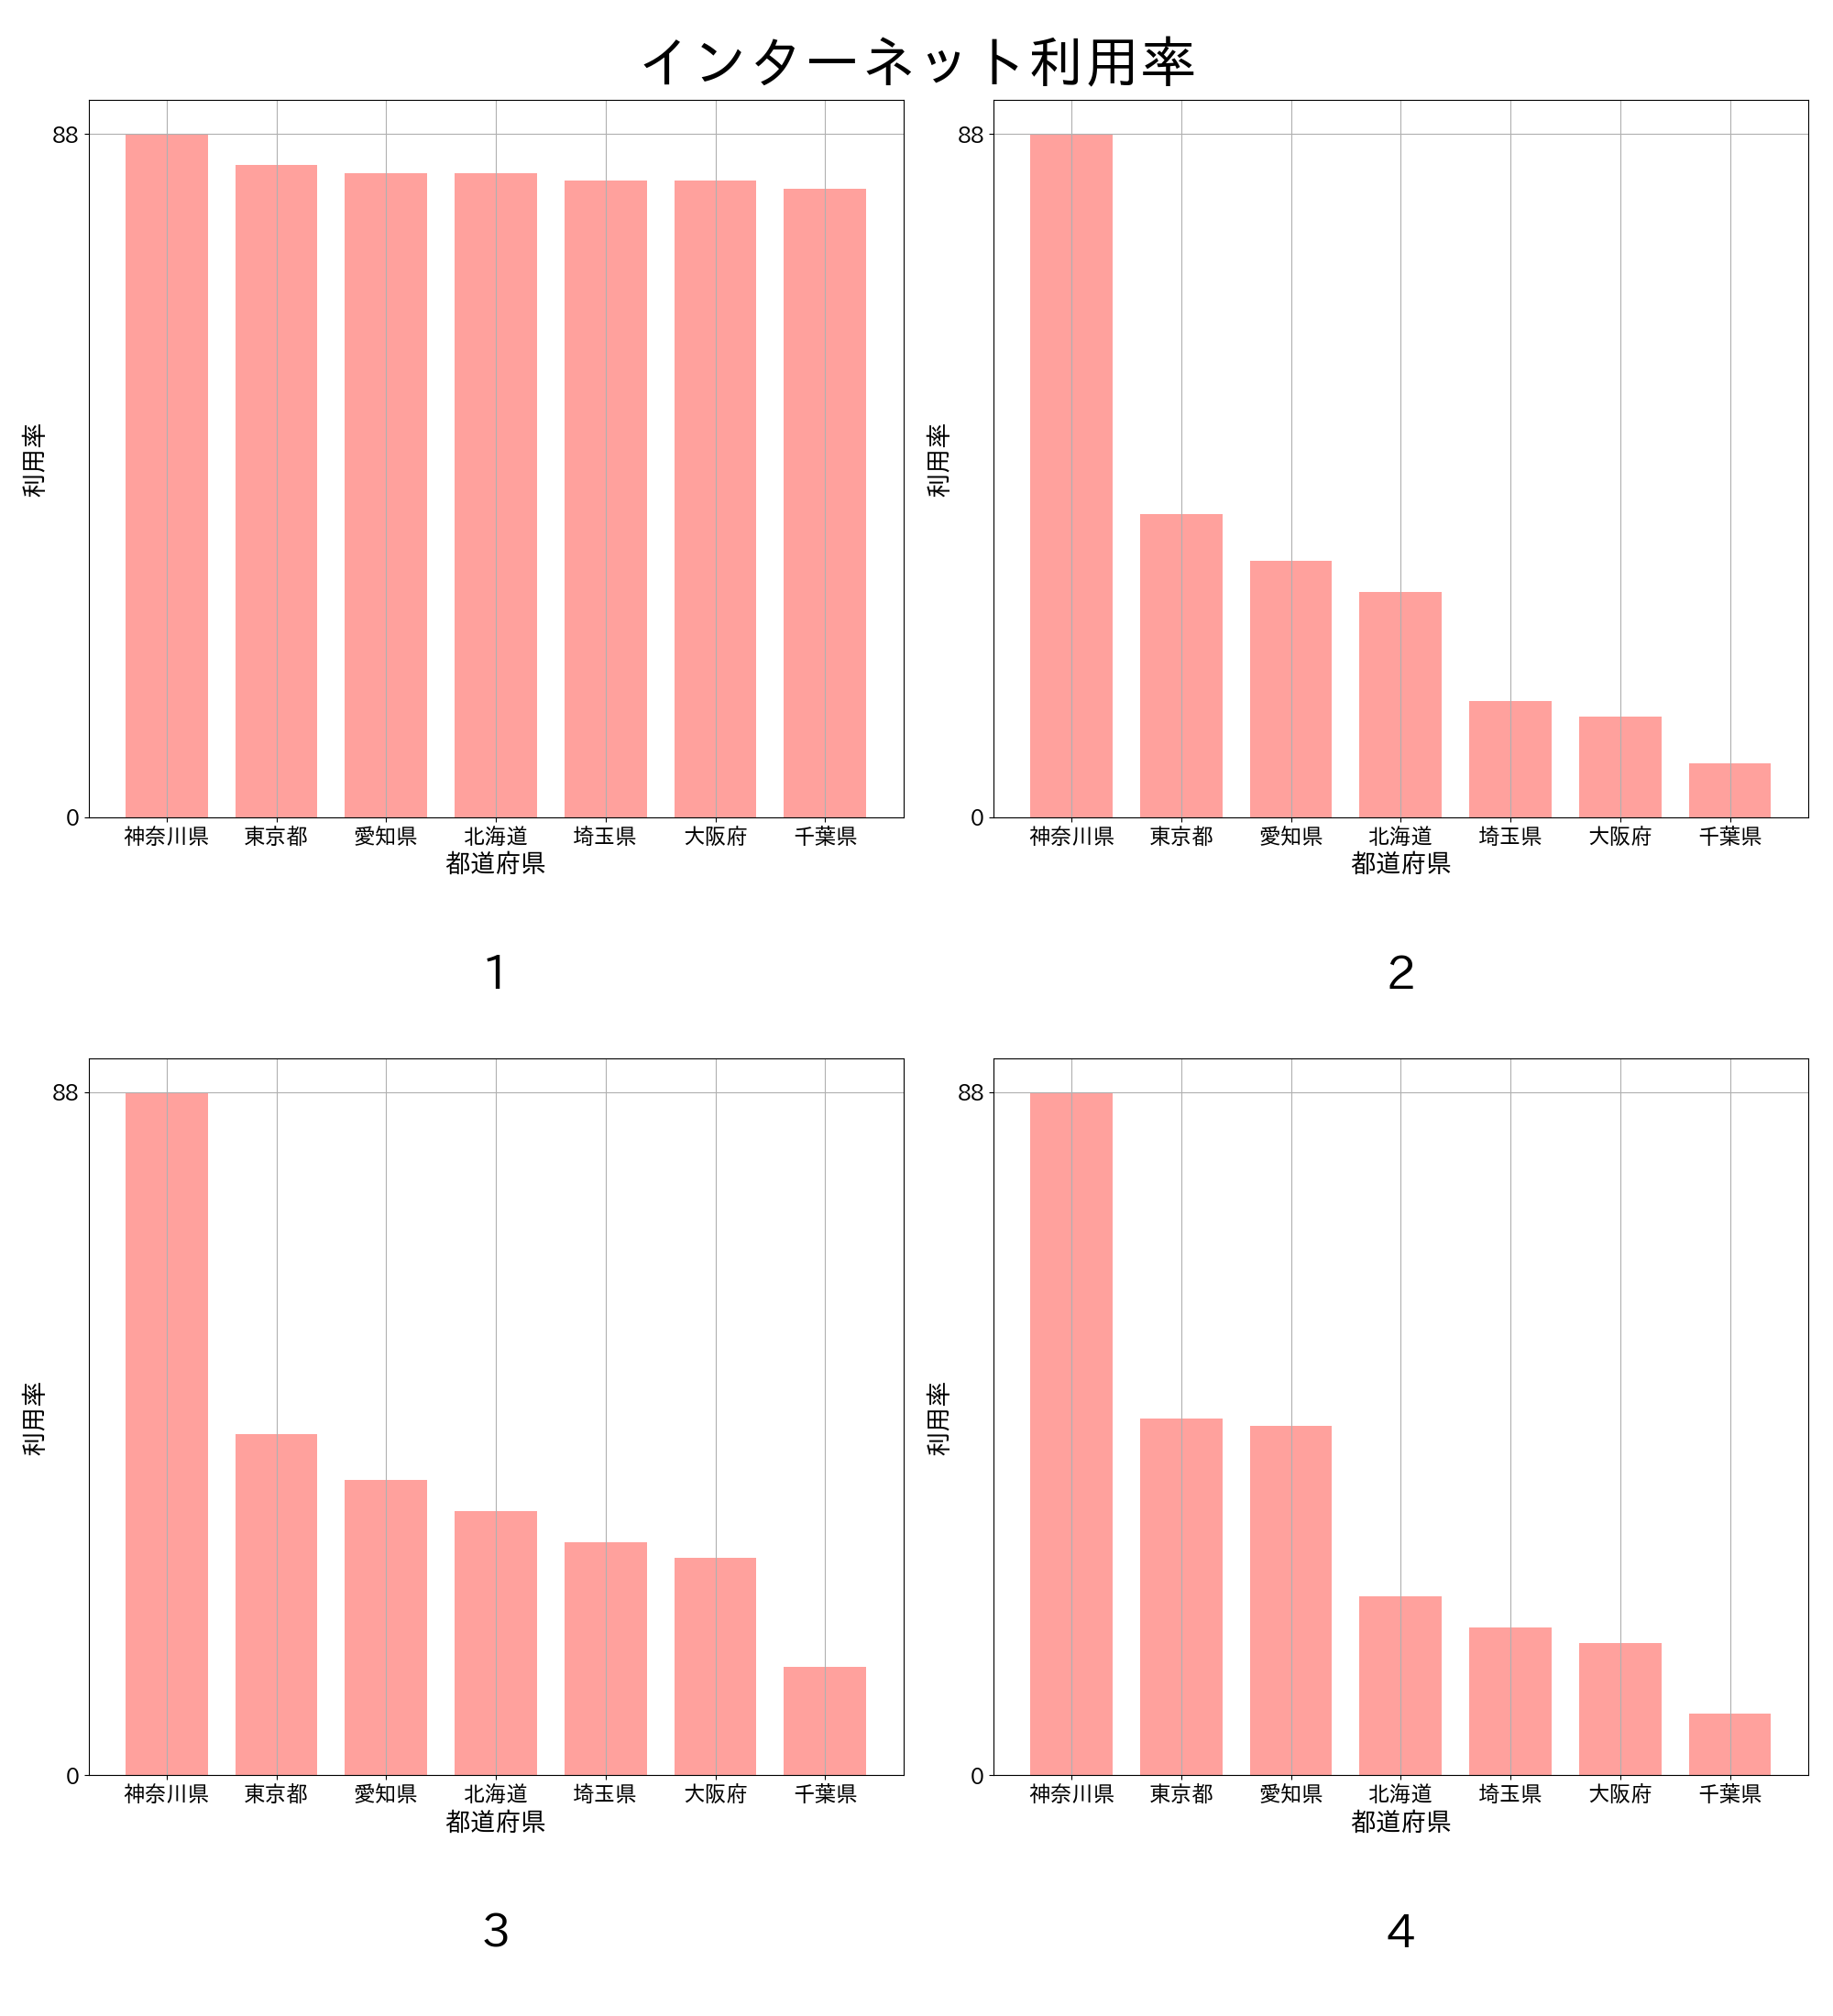 インターネット利用率
88
0
利用率
神奈川県 東京都 愛知県 北海道 埼玉県 大阪府 千葉県
都道府県
1
88
0
利用率
神奈川県 東京都 愛知県 北海道 埼玉県 大阪府 千葉県
都道府県
2
88
0
利用率
神奈川県 東京都 愛知県 北海道 埼玉県 大阪府 千葉県
都道府県
3
88
0
利用率
神奈川県 東京都 愛知県 北海道 埼玉県 大阪府 千葉県
都道府県
4